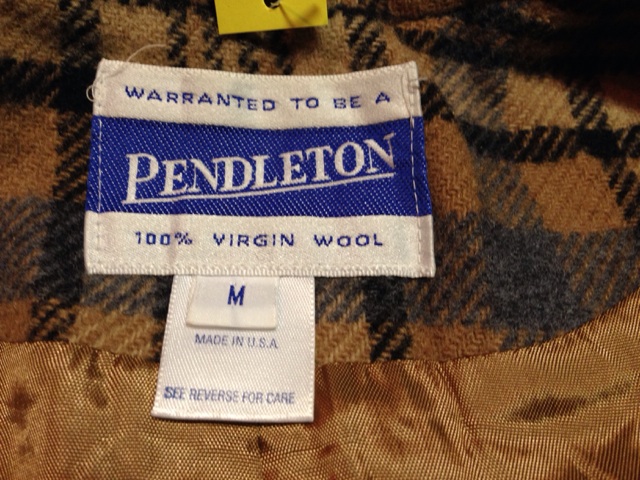 WARRANTED TO BE A
PENDLETON
100% VIRGIN WOOL
M
MADE IN U.S.A.
SEE REVERSE FOR CARE